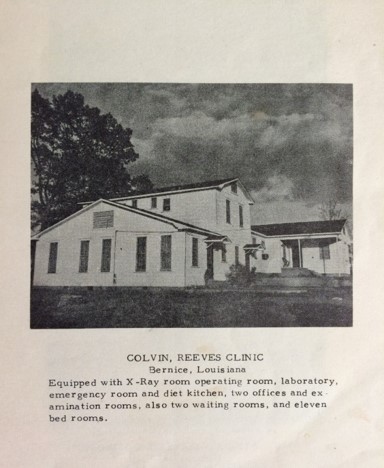 COLVIN, REEVES CLINIC
Bernice, Louisiana
Equipped with X-Ray room operating room, laboratory,
emergency room and diet kitchen, two offices and ex-
amination rooms, also two waiting rooms, and eleven
bed rooms.